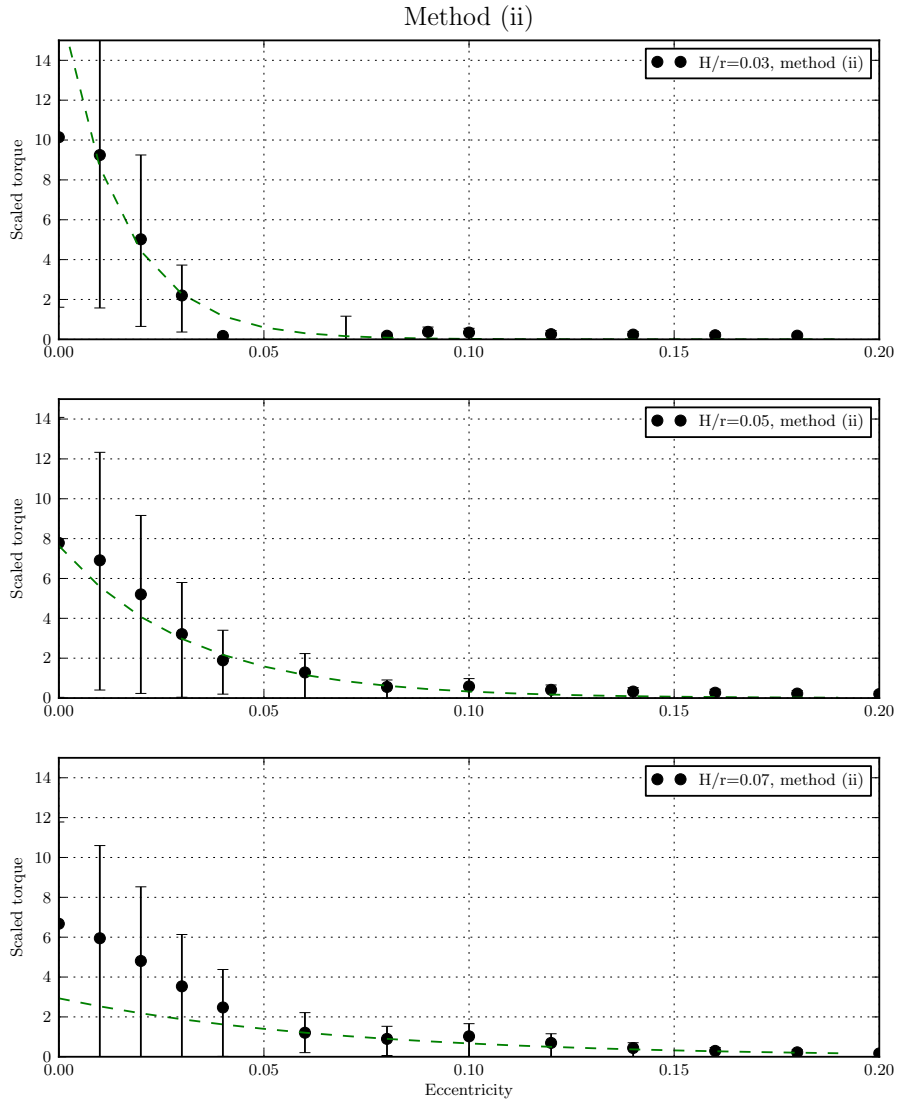 Method (ii)
14
12
10
8
6
4
2
0
Scaled torque
H/r=0.03, method (ii)
0.00 0.05 0.10 0.15 0.20
14
12
10
8
6
4
2
0
Scaled torque
H/r=0.05, method (ii)
0.00 0.05 0.10 0.15 0.20
14
12
10
8
6
4
2
0
Scaled torque
H/r=0.07, method (ii)
0.00 0.05 0.10 0.15 0.20
Eccentricity